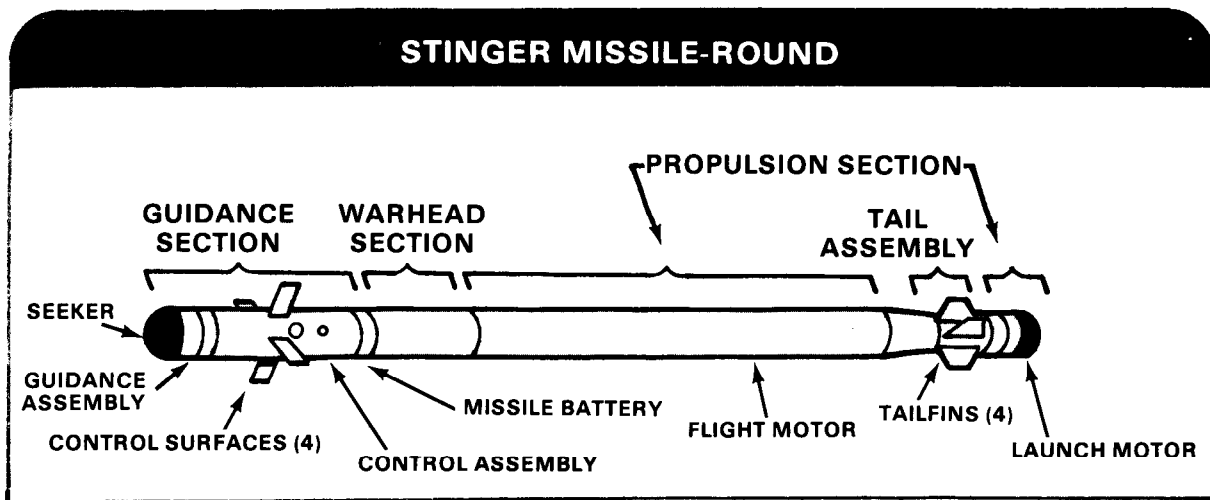 STINGER MISSILE-ROUND
PROPULSION SECTION
GUIDANCE
SECTION
WARHEAD
SECTION
TAIL
ASSEMBLY
SEEKER
GUIDANCE
ASSEMBLY
CONTROL SURFACES (4)
CONTROL ASSEMBLY
MISSILE BATTERY
FLIGHT MOTOR
TAILFINS (4)
LAUNCH MOTOR